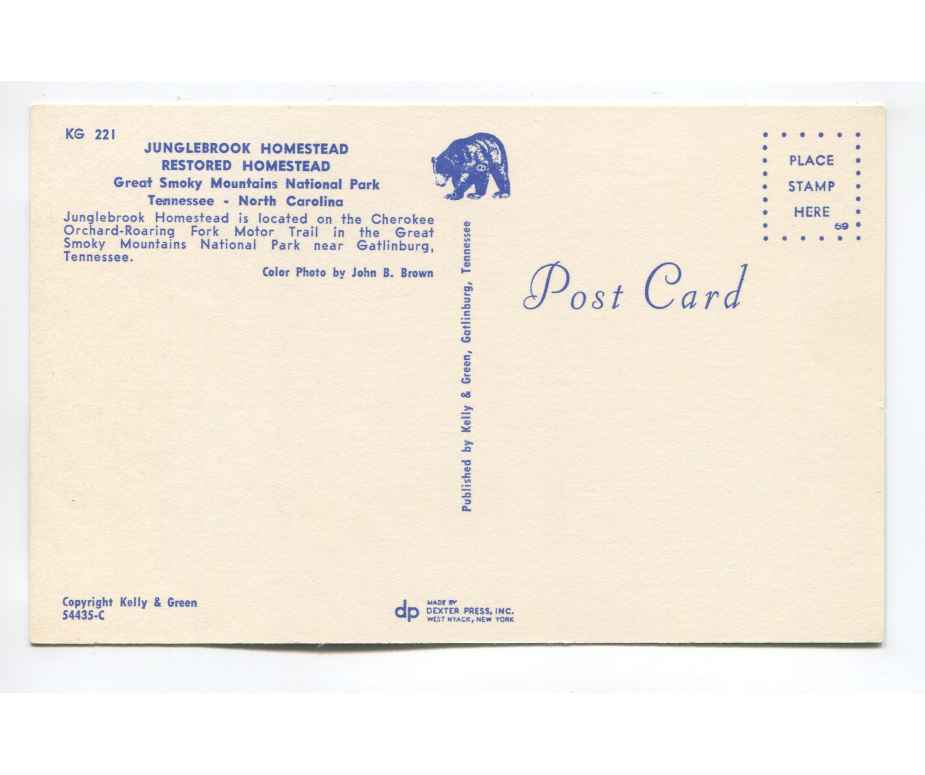 KG 221
JUNGLEBROOK HOMESTEAD
RESTORED HOMESTEAD
Great Smoky Mountains National Park
Tennessee - North Carolina
Junglebrook Homestead is located on the Cherokee
Orchard-Roaring Fork Motor Trail in the Great
Smoky Mountains National Park near Gatlinburg,
Tennessee.
Color Photo by John B. Brown
Copyright Kelly & Green
54435-C
Published by Kelly & Green, Gatlinburg, Tennessee
dp
MADE BY
DEXTER PRESS, INC.
WEST NYACK, NEW YORK
PLACE
STAMP
HERE
69
Post Card